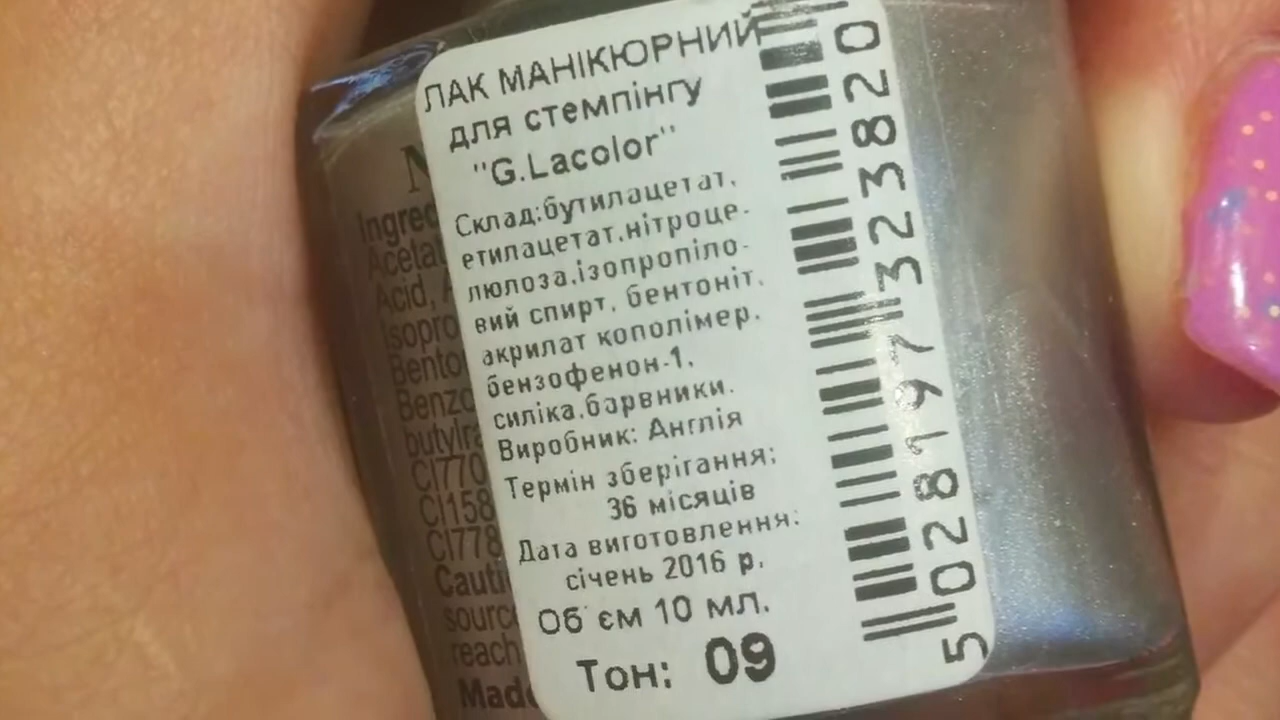 ЛАК МАНІКЮРНИЙ
для стемпінгу
"G.Lacolor"
Склад:бутилацетат,
етилацетат,нітроце-
люлоза,ізопропіло-
вий спирт, бентоніт,
акрилат кополімер,
бензофенон-1,
силіка,барвники.
Виробник: Англія
Термін зберігання;
36 місяців
Дата виготовлення:
січень 2016 р.
Об'єм 10 мл.
Тон: 09
5028197323820
N
Ingred
Acetat
Acid, A
Isopro
Bento
Benzo
butylra
CI770
CI158
CI778
Cauti
source
reach
Made